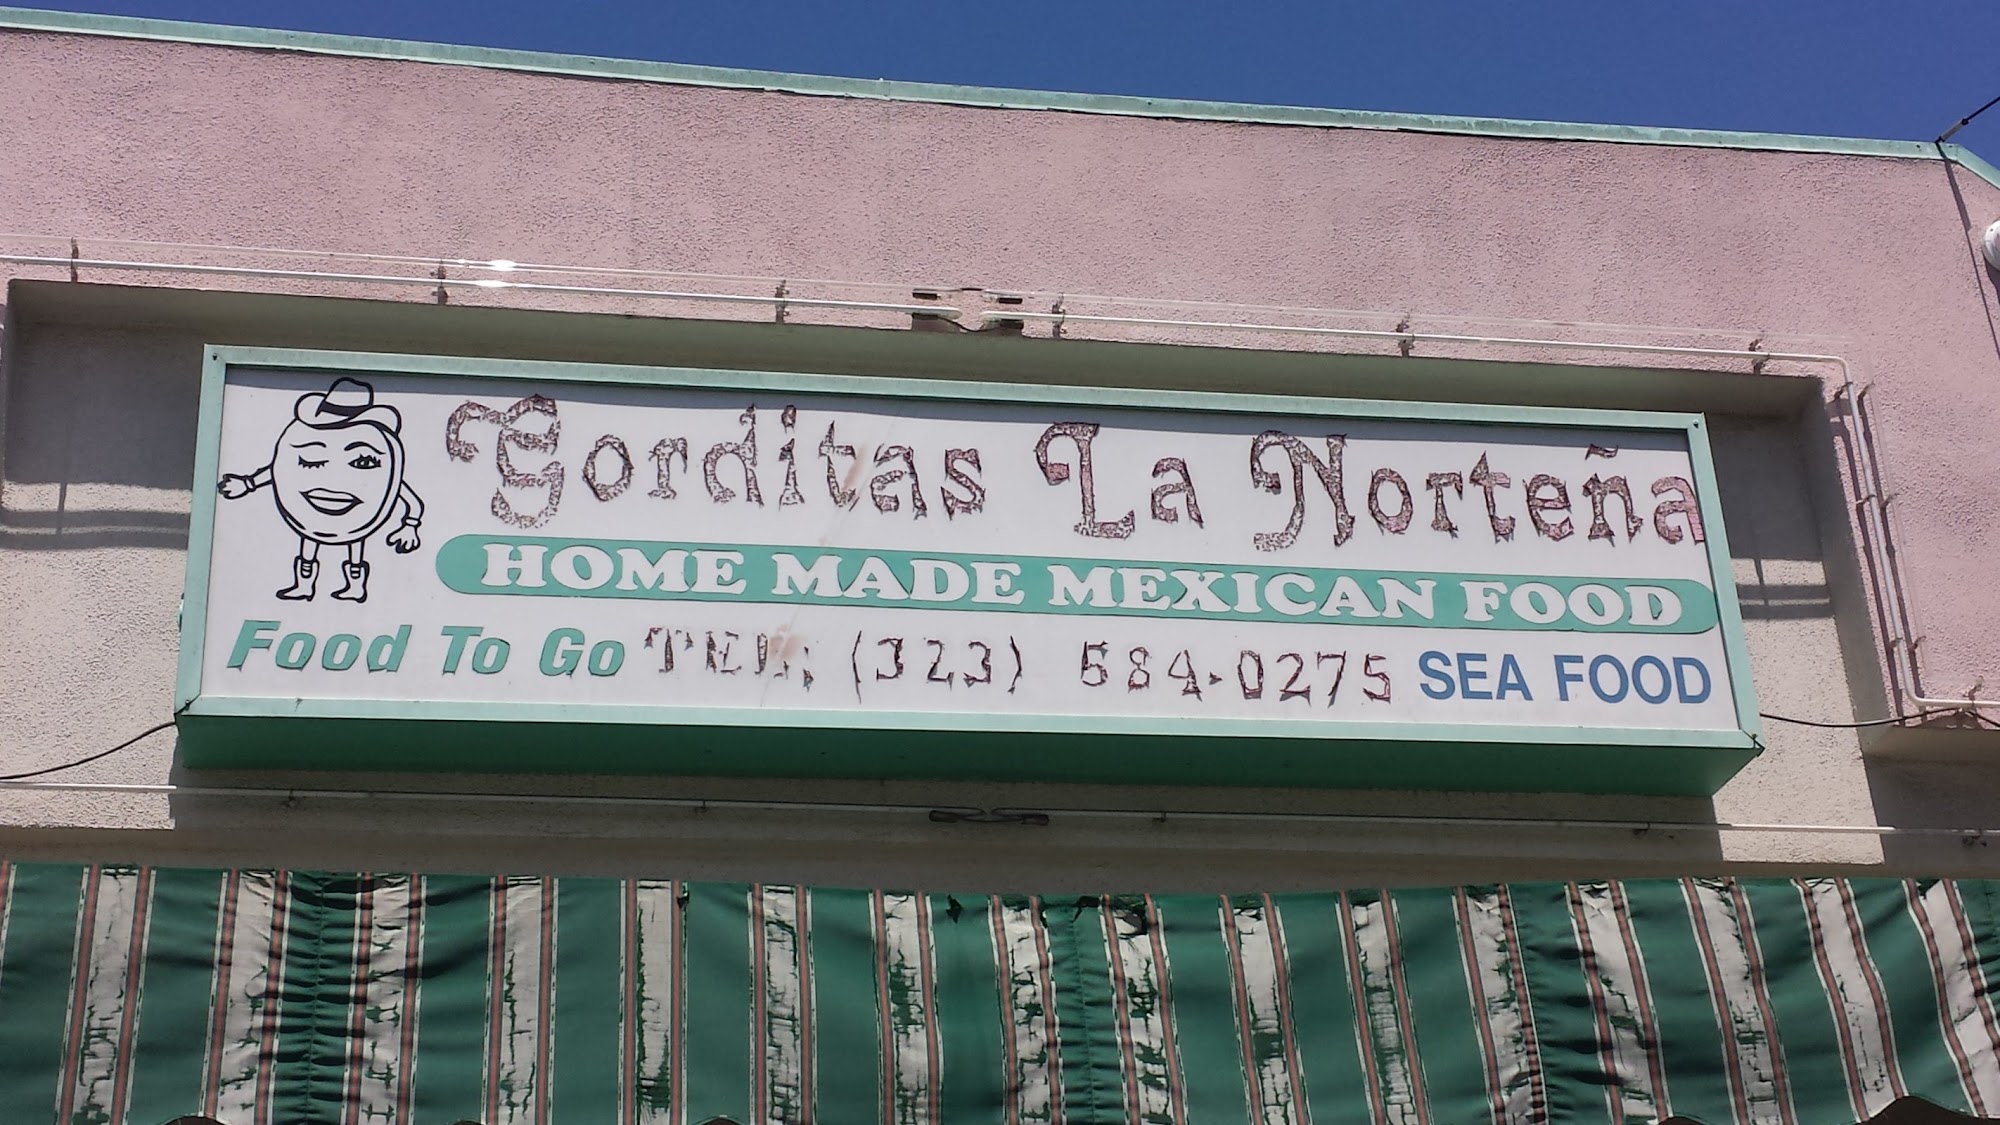 Gorditas La Norteña
HOME MADE MEXICAN FOOD
Food To Go TEL: (323) 584-0275 SEA FOOD